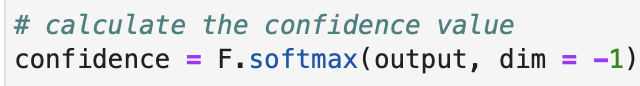 # calculate the confidence value
confidence = F.softmax(output, dim = -1)